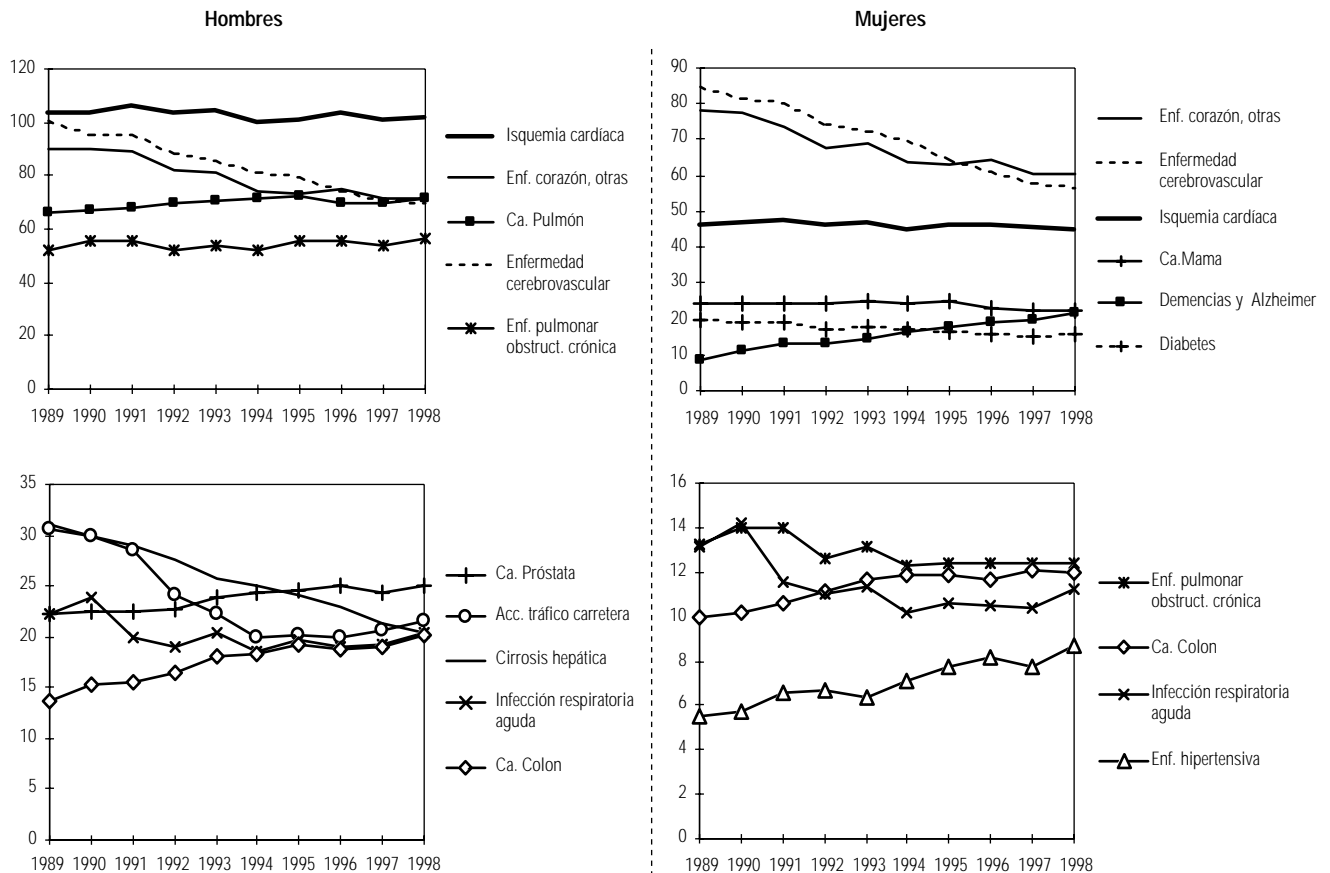 Hombres
120
100
80
60
40
20
0
1989 1990 1991 1992 1993 1994 1995 1996 1997 1998
Isquemia cardíaca
Enf. corazón, otras
Ca. Pulmón
Enfermedad
cerebrovascular
Enf. pulmonar
obstruct. crónica
Mujeres
90
80
70
60
50
40
30
20
10
0
1989 1990 1991 1992 1993 1994 1995 1996 1997 1998
Enf. corazón, otras
Enfermedad
cerebrovascular
Isquemia cardíaca
Ca.Mama
Demencias y Alzheimer
Diabetes
35
30
25
20
15
10
5
0
1989 1990 1991 1992 1993 1994 1995 1996 1997 1998
Ca. Próstata
Acc. tráfico carretera
Cirrosis hepática
Infección respiratoria
aguda
Ca. Colon
16
14
12
10
8
6
4
2
0
1989 1990 1991 1992 1993 1994 1995 1996 1997 1998
Enf. pulmonar
obstruct. crónica
Ca. Colon
Infección respiratoria
aguda
Enf. hipertensiva